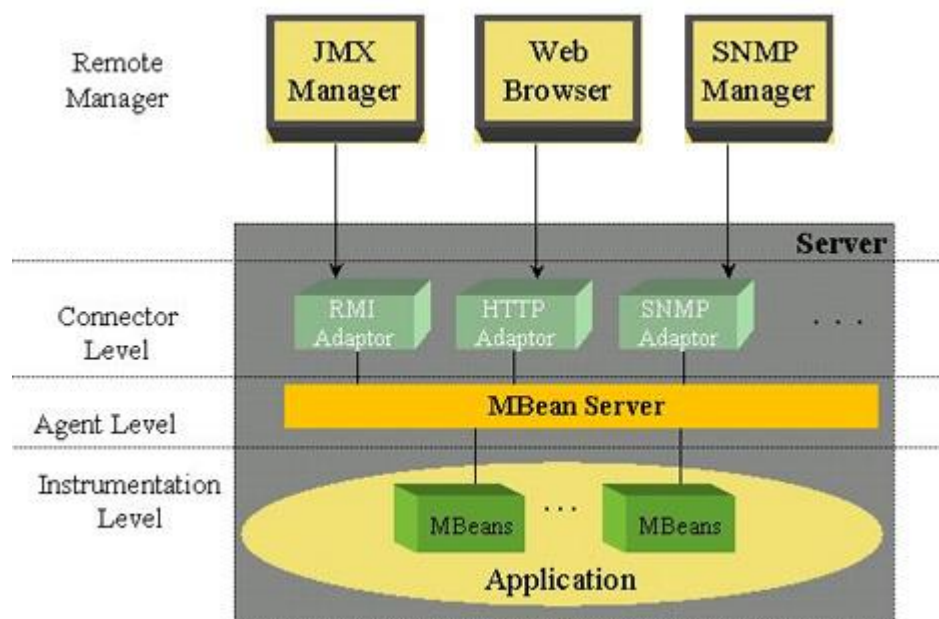 Remote
Manager
JMX
Manager
Web
Browser
SNMP
Manager
Server
Connector
Level
RMI
Adaptor
HTTP
Adaptor
SNMP
Adaptor
. . .
Agent Level
MBean Server
Instrumentation
Level
MBeans
...
MBeans
Application